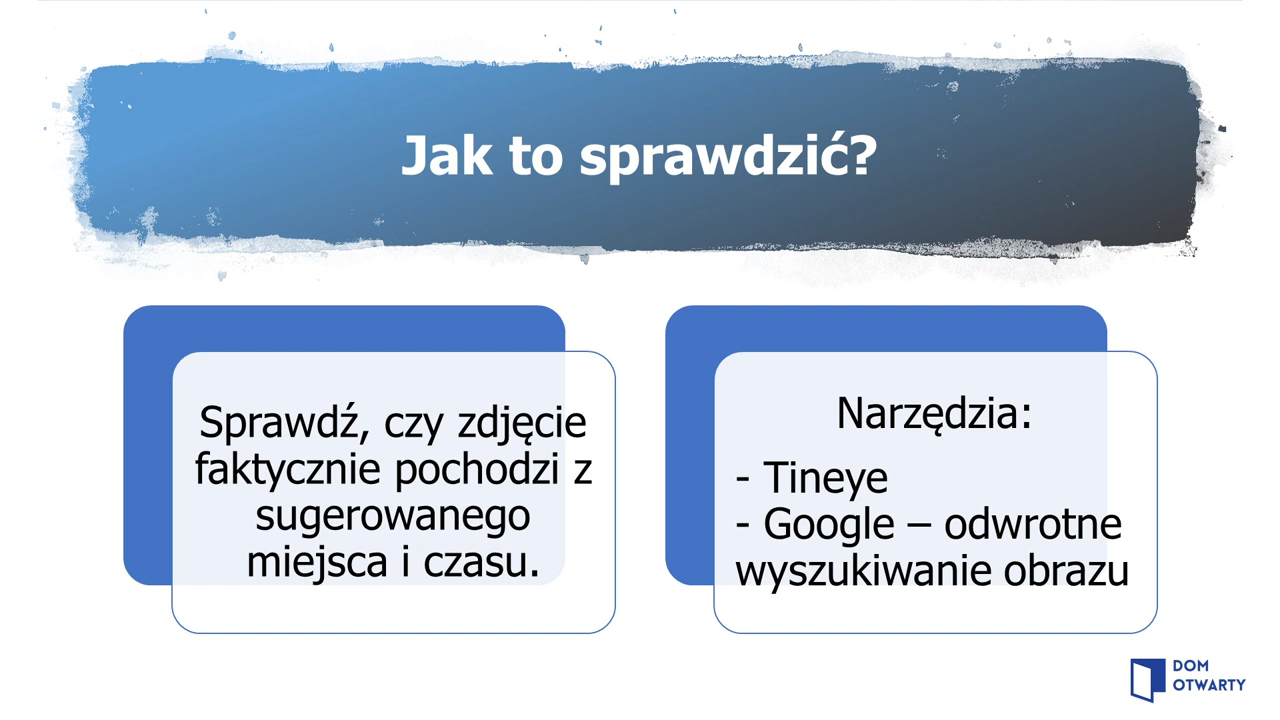 Jak to sprawdzić?
Sprawdź, czy zdjęcie
faktycznie pochodzi z
sugerowanego
miejsca i czasu.
Narzędzia:
- Tineye
- Google – odwrotne
wyszukiwanie obrazu
DOM
OTWARTY